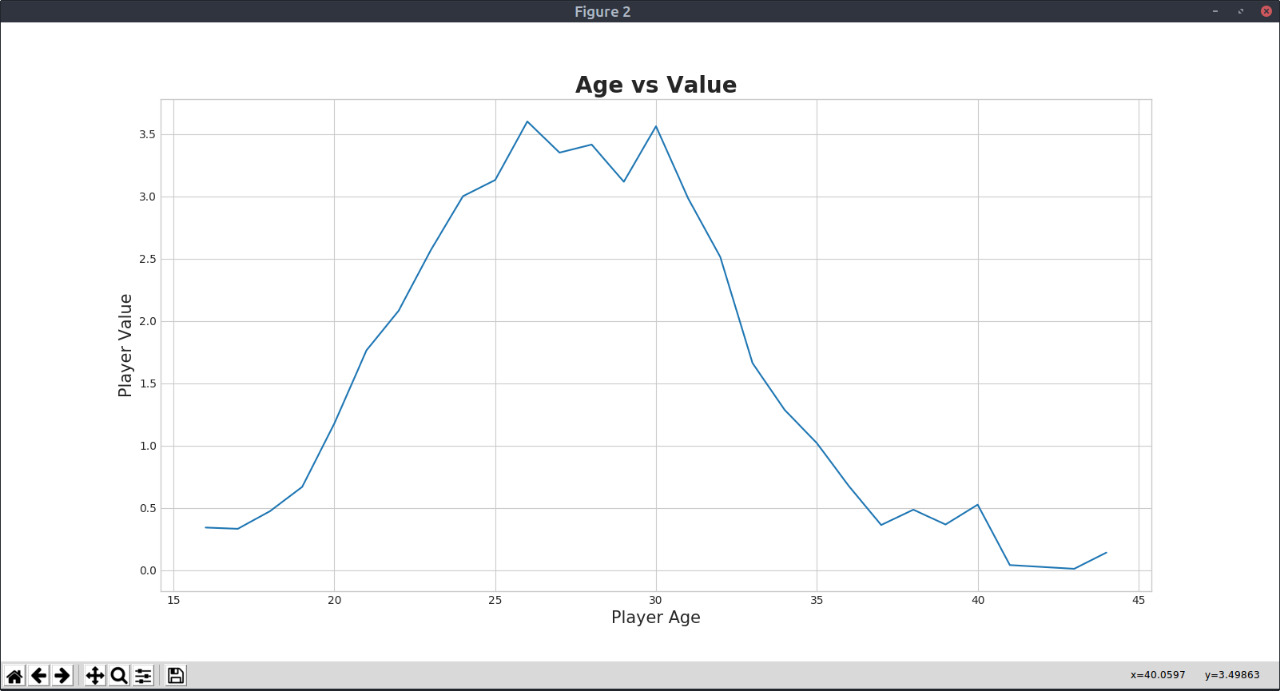 Figure 2
Age vs Value
3.5
3.0
2.5
2.0
1.5
1.0
0.5
0.0
Player Value
15 20 25 30 35 40 45
Player Age
x=40.0597 y=3.49863